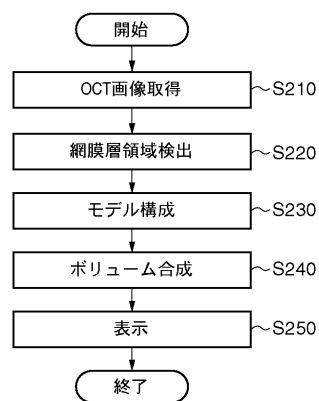 開始
OCT画像取得 S210
網膜層領域検出 S220
モデル構成 S230
ボリューム合成 S240
表示 S250
終了